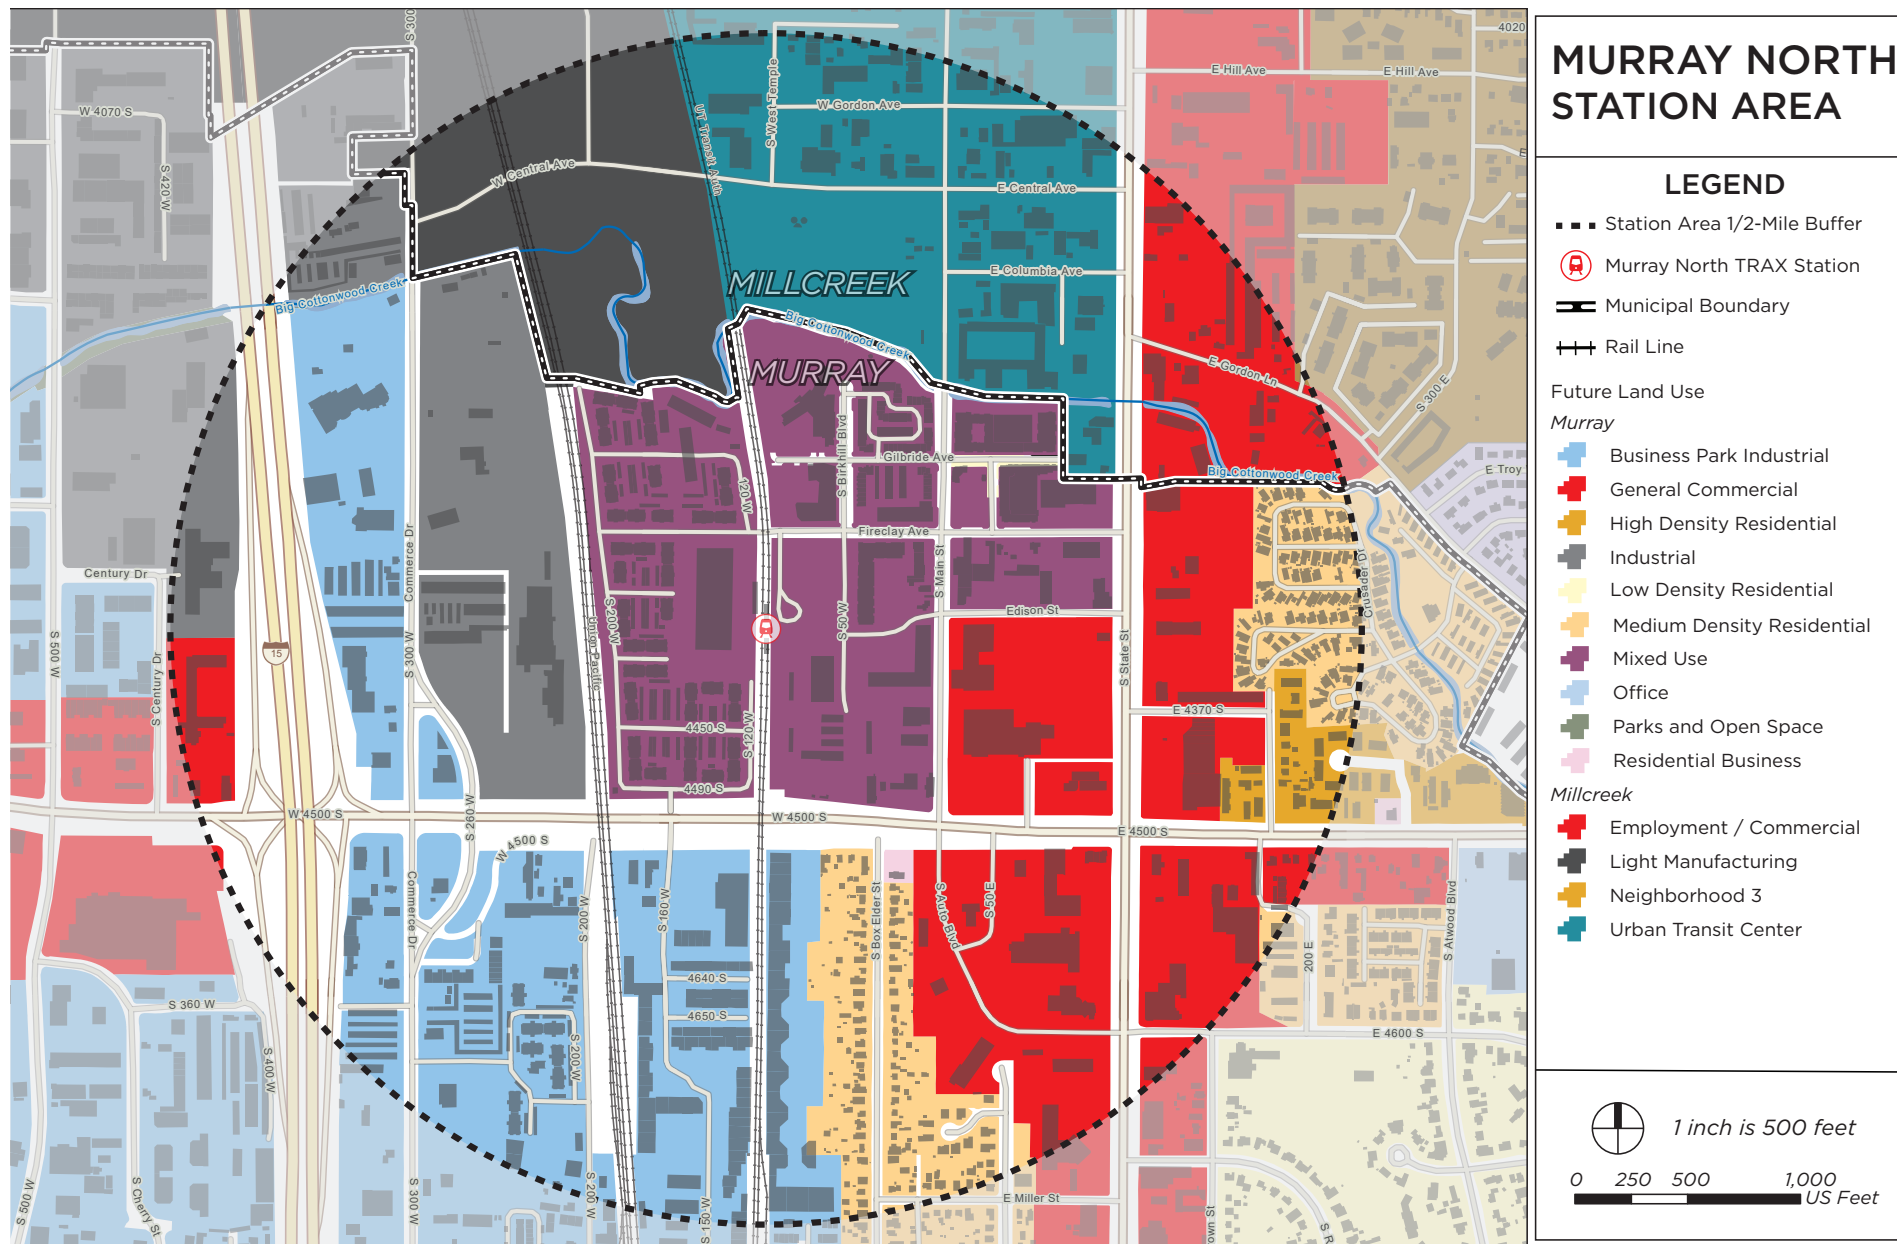 MURRAY NORTH
STATION AREA
LEGEND
Station Area 1/2-Mile Buffer
Murray North TRAX Station
Municipal Boundary
Rail Line
Future Land Use
Murray
Business Park Industrial
General Commercial
High Density Residential
Industrial
Low Density Residential
Medium Density Residential
Mixed Use
Office
Parks and Open Space
Residential Business
Millcreek
Employment / Commercial
Light Manufacturing
Neighborhood 3
Urban Transit Center
1 inch is 500 feet
0 250 500 1,000
US Feet
S 300
4020
E Hill Ave
E Hill Ave
W 4070 S
S 420 W
S West Temple
W Gordon Ave
UT Transit Auth
W Central Ave
E Central Ave
E Columbia Ave
MILLCREEK
MURRAY
Big Cottonwood Creek
Big Cottonwood Creek
Big Cottonwood Creek
E Gordon Ln
S 300 E
E Troy
S Birkhill Blvd
Gilbride Ave
120 W
Fireclay Ave
S Main St
Commerce Dr
Century Dr
Crusader Dr
S 500 W
S Century Dr
15
S 300 W
Union Pacific
S 200 W
S 200 W
S 50 W
Edison St
S State St
E 4370 S
4450 S
S 120 W
4490 S
W 4500 S
S 260 W
W 4500 S
E 4500 S
W 4500 S
Commerce Dr
S 200 W
S 160 W
S Box Elder St
S Auto Blvd
S 50 E
200 E
S Atwood Blvd
4640 S
4650 S
S 360 W
S 400 W
S 200 W
E 4600 S
S 500 W
S Cherry St
S 300 W
S 200 W
S 150 W
E Miller St
own St
S R
E